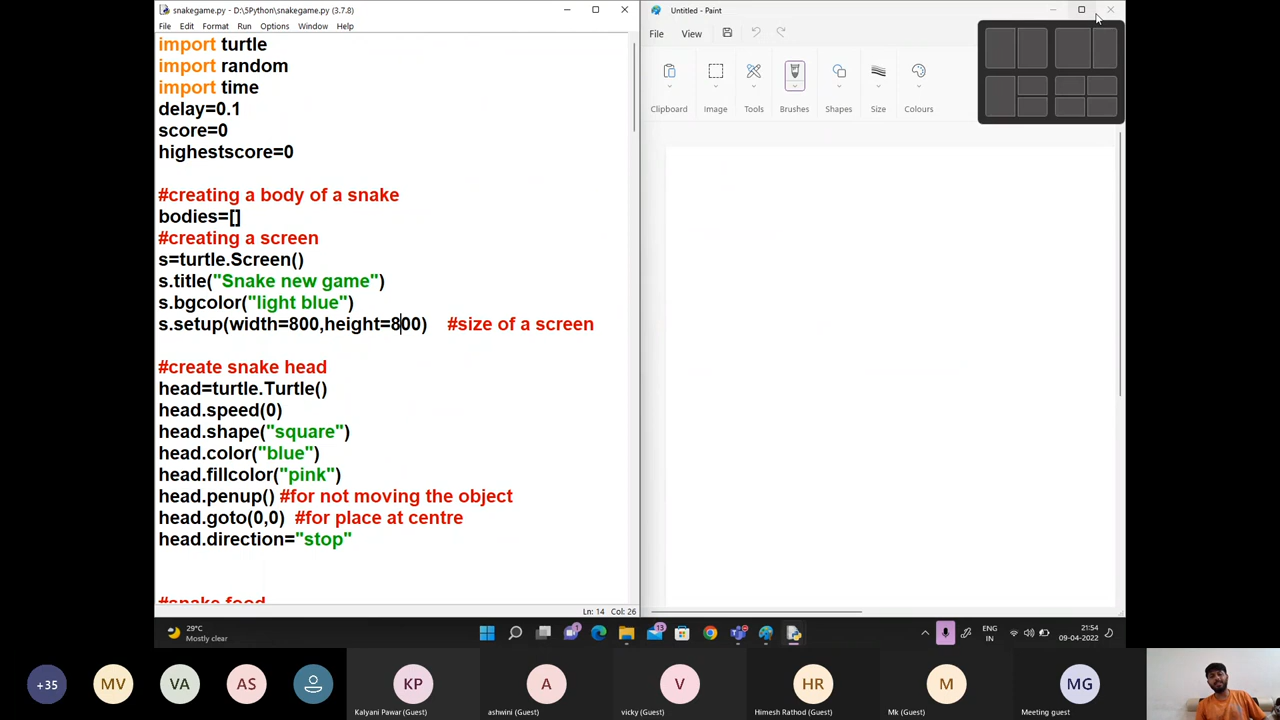 snakegame.py - D:\5Python\snakegame.py (3.7.8)
File Edit Format Run Options Window Help
import turtle
import random
import time
delay=0.1
score=0
highestscore=0
#creating a body of a snake
bodies=[]
#creating a screen
s=turtle.Screen()
s.title("Snake new game")
s.bgcolor("light blue")
s.setup(width=800,height=800) #size of a screen
#create snake head
head=turtle.Turtle()
head.speed(0)
head.shape("square")
head.color("blue")
head.fillcolor("pink")
head.penup() #for not moving the object
head.goto(0,0) #for place at centre
head.direction="stop"
#snake food
Ln: 14 Col: 26
Untitled - Paint
File View
Clipboard Image Tools Brushes Shapes Size Colours
29°C
Mostly clear
1
13
ENG
IN
21:54
09-04-2022
+35 MV VA AS KP A V HR M MG
Kalyani Pawar (Guest) ashwini (Guest) vicky (Guest) Himesh Rathod (Guest) Mk (Guest) Meeting guest